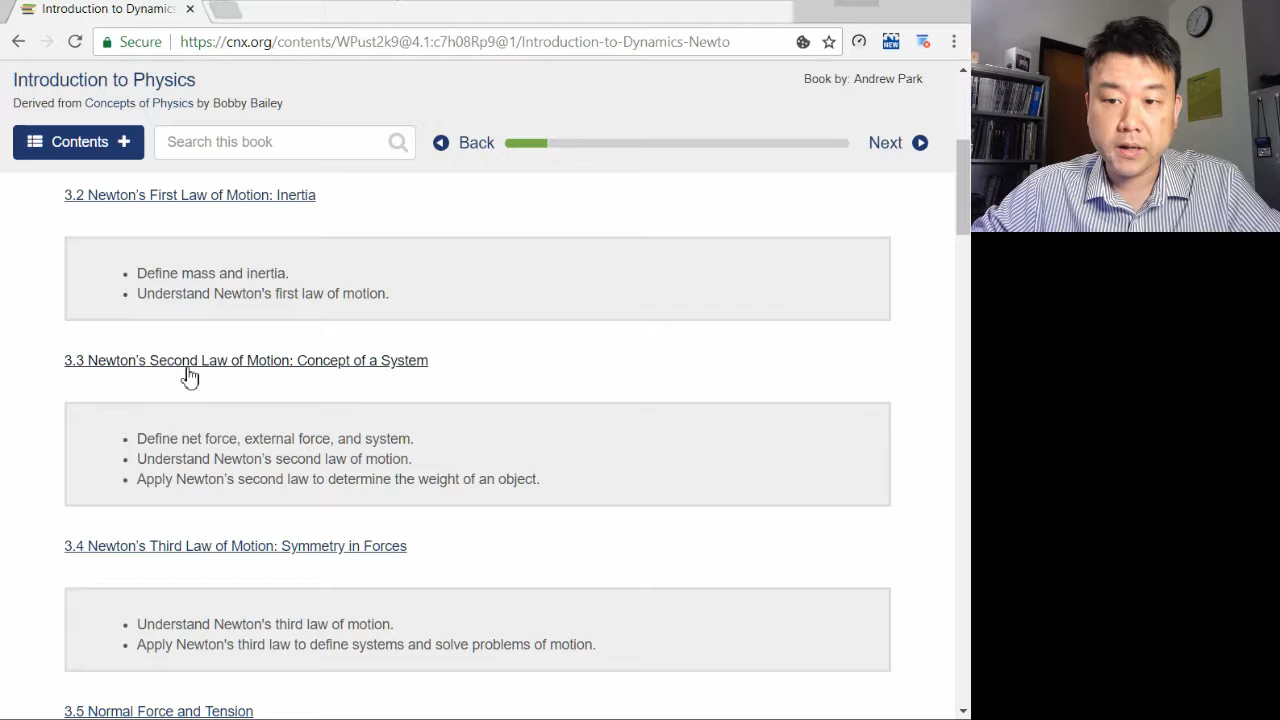 Introduction to Dynamics
Secure
https://cnx.org/contents/WPust2k9@4.1:c7h08Rp9@1/Introduction-to-Dynamics-Newto
NEW
Introduction to Physics
Book by: Andrew Park
Derived from Concepts of Physics by Bobby Bailey
Contents +
Search this book
Back
Next
3.2 Newton's First Law of Motion: Inertia
• Define mass and inertia.
• Understand Newton's first law of motion.
3.3 Newton's Second Law of Motion: Concept of a System
• Define net force, external force, and system.
• Understand Newton's second law of motion.
• Apply Newton's second law to determine the weight of an object.
3.4 Newton's Third Law of Motion: Symmetry in Forces
• Understand Newton's third law of motion.
• Apply Newton's third law to define systems and solve problems of motion.
3.5 Normal Force and Tension